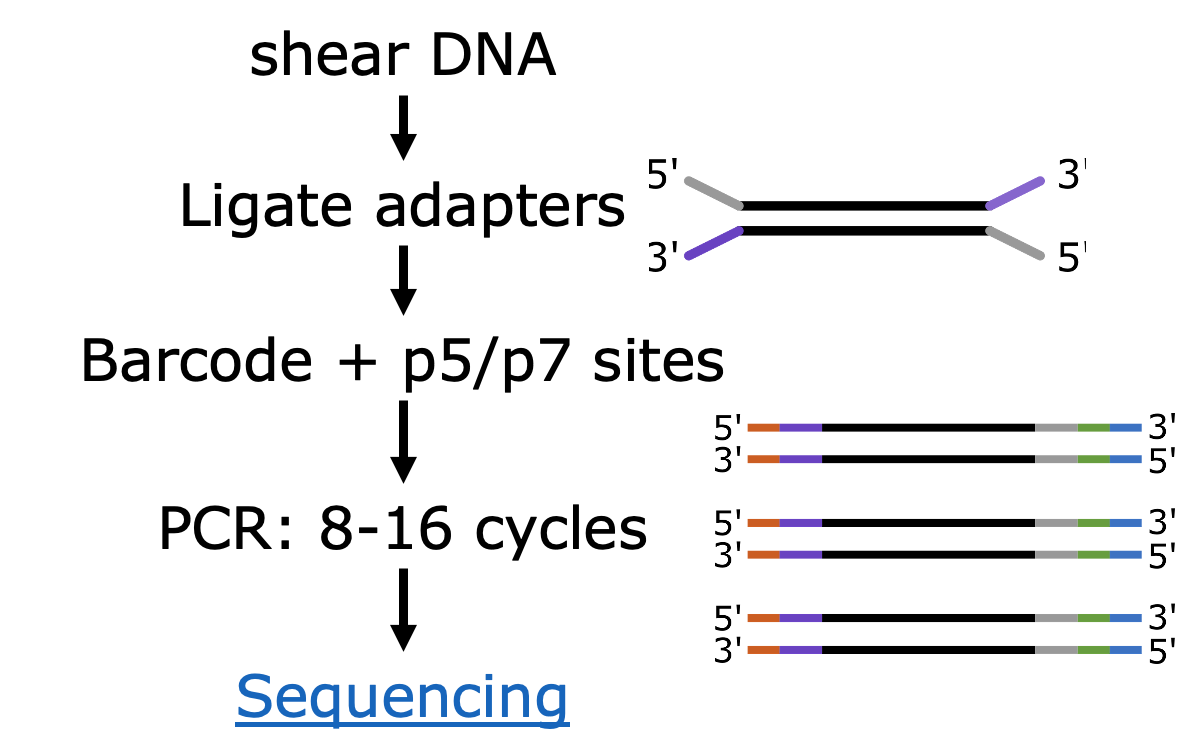 shear DNA
5' 3'
Ligate adapters
3' 5'
Barcode + p5/p7 sites
5' 3'
3' 5'
PCR: 8-16 cycles
5' 3'
3' 5'
5' 3'
3' 5'
Sequencing